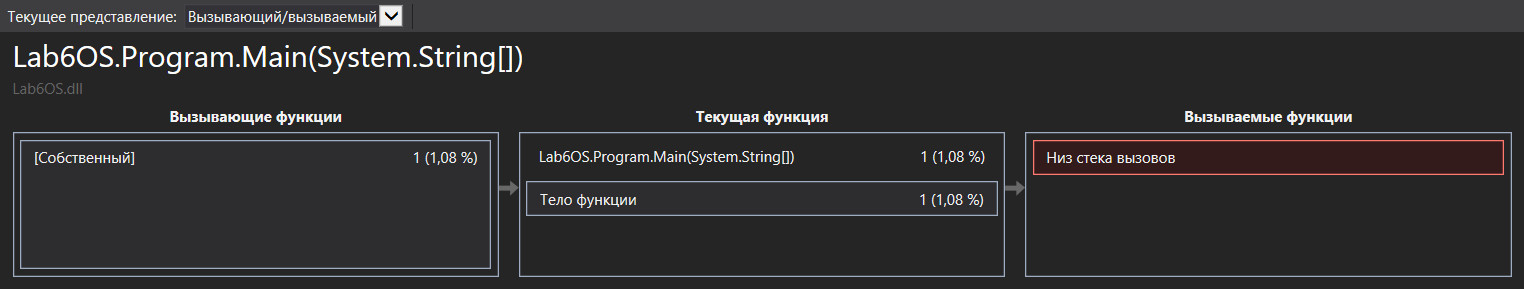 Текущее представление: Вызывающий/вызываемый
Lab6OS.Program.Main(System.String[])
Lab6OS.dll
Вызывающие функции
[Собственный] 1 (1,08 %)
Текущая функция
Lab6OS.Program.Main(System.String[]) 1 (1,08 %)
Тело функции 1 (1,08 %)
Вызываемые функции
Низ стека вызовов